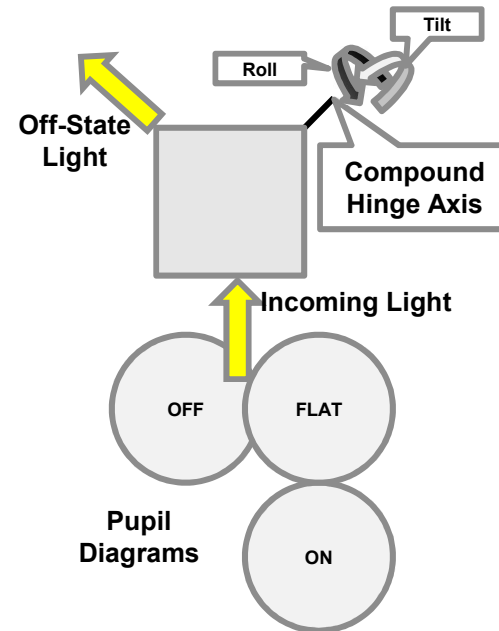 Tilt
Roll
Off-State
Light
Compound
Hinge Axis
Incoming Light
OFF
FLAT
Pupil
Diagrams
ON